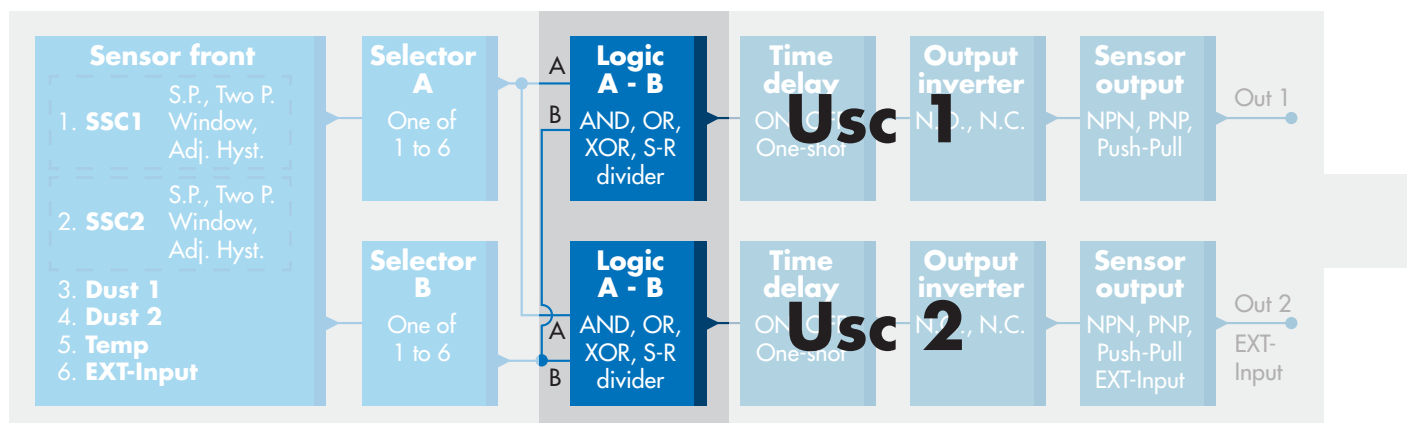 Sensor front
1. SSC1
S.P., Two P.
Window,
Adj. Hyst.
2. SSC2
S.P., Two P.
Window,
Adj. Hyst.
3. Dust 1
4. Dust 2
5. Temp
6. EXT-Input
Selector
A
One of
1 to 6
Selector
B
One of
1 to 6
A
B
Logic
A - B
AND, OR,
XOR, S-R
divider
Time
delay
ON, OFF
One-shot
Output
inverter
N.O., N.C.
Usc 1
Sensor
output
NPN, PNP,
Push-Pull
Out 1
A
B
Logic
A - B
AND, OR,
XOR, S-R
divider
Time
delay
ON, OFF
One-shot
Output
inverter
N.O., N.C.
Usc 2
Sensor
output
NPN, PNP,
Push-Pull
EXT-Input
Out 2
EXT-
Input